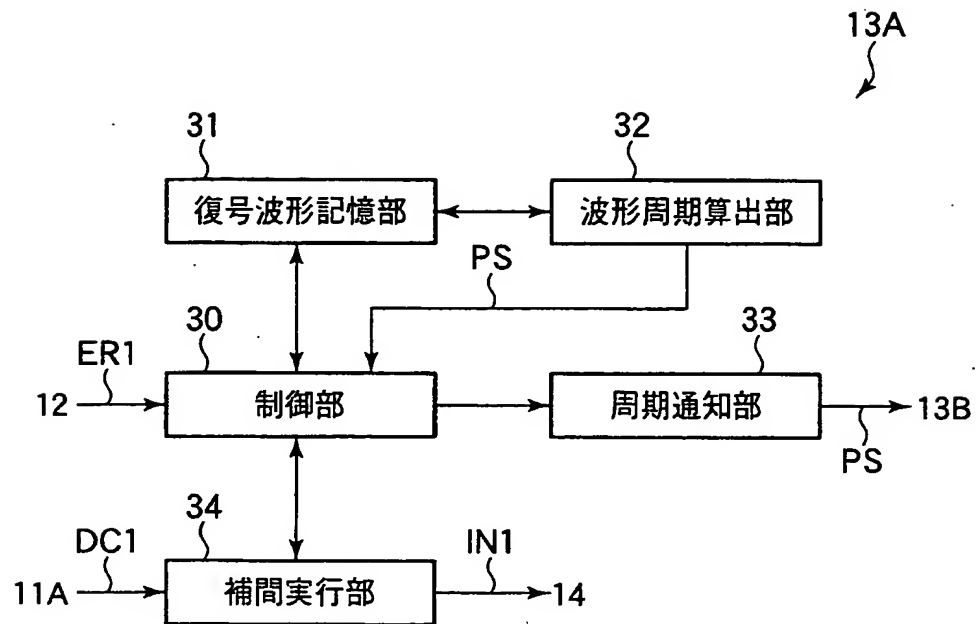 13A
31
32
復号波形記憶部
波形周期算出部
PS
30
33
ER1
12
制御部
周期通知部
13B
PS
34
DC1
IN1
11A
補間実行部
14